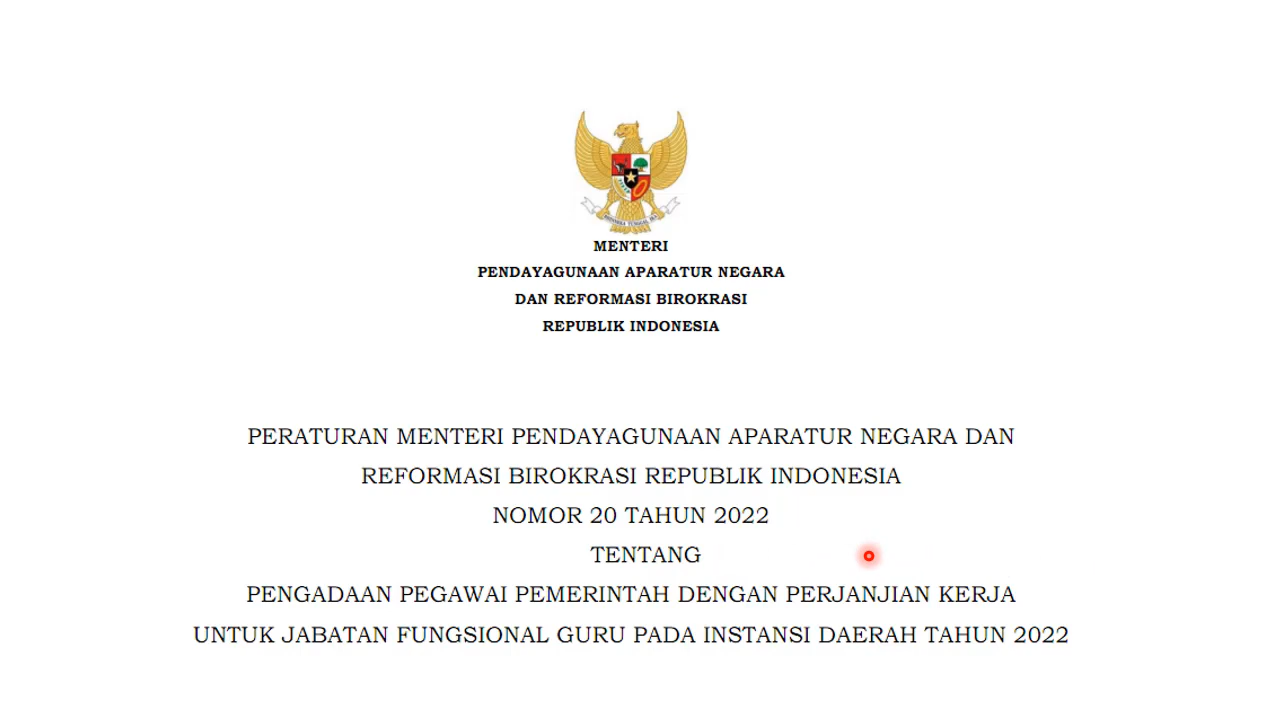 MENTERI
PENDAYAGUNAAN APARATUR NEGARA
DAN REFORMASI BIROKRASI
REPUBLIK INDONESIA
PERATURAN MENTERI PENDAYAGUNAAN APARATUR NEGARA DAN
REFORMASI BIROKRASI REPUBLIK INDONESIA
NOMOR 20 TAHUN 2022
TENTANG
PENGADAAN PEGAWAI PEMERINTAH DENGAN PERJANJIAN KERJA
UNTUK JABATAN FUNGSIONAL GURU PADA INSTANSI DAERAH TAHUN 2022